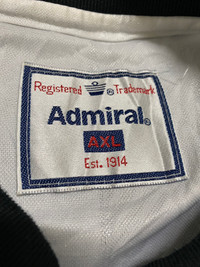 Registered ® Trademark
Admiral®
AXL
Est. 1914